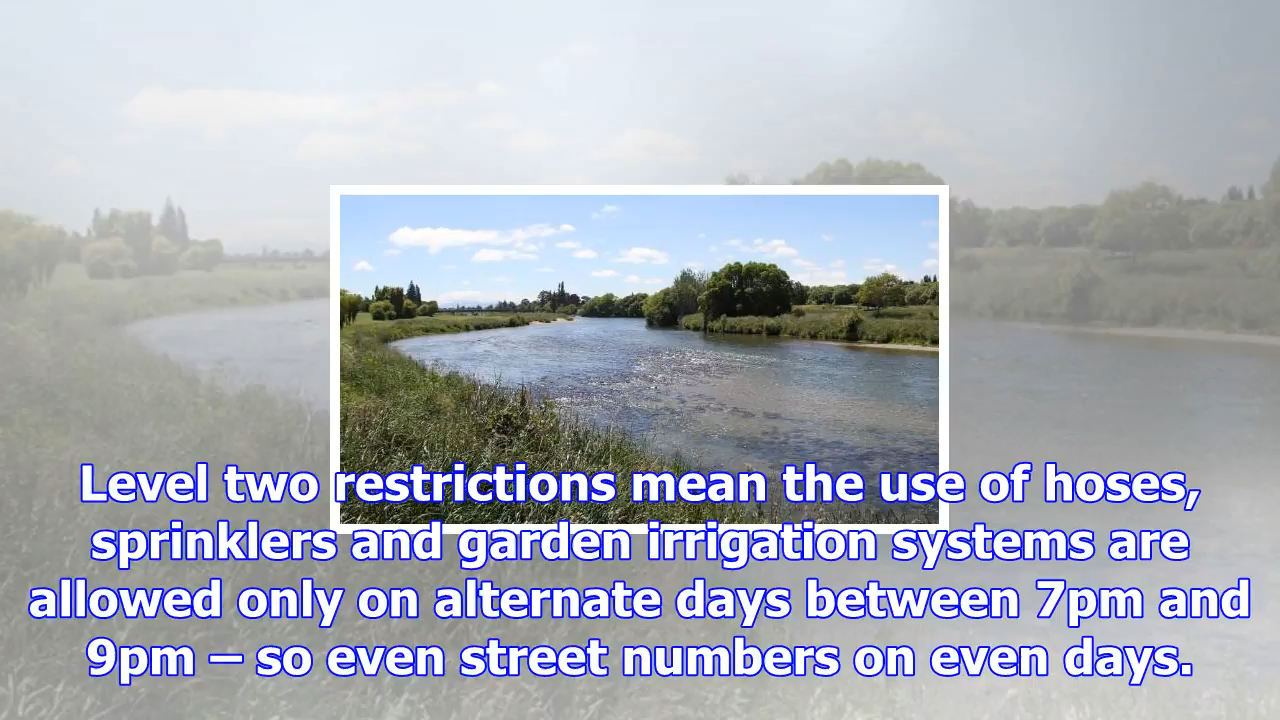 Level two restrictions mean the use of hoses,
sprinklers and garden irrigation systems are
allowed only on alternate days between 7pm and
9pm – so even street numbers on even days.